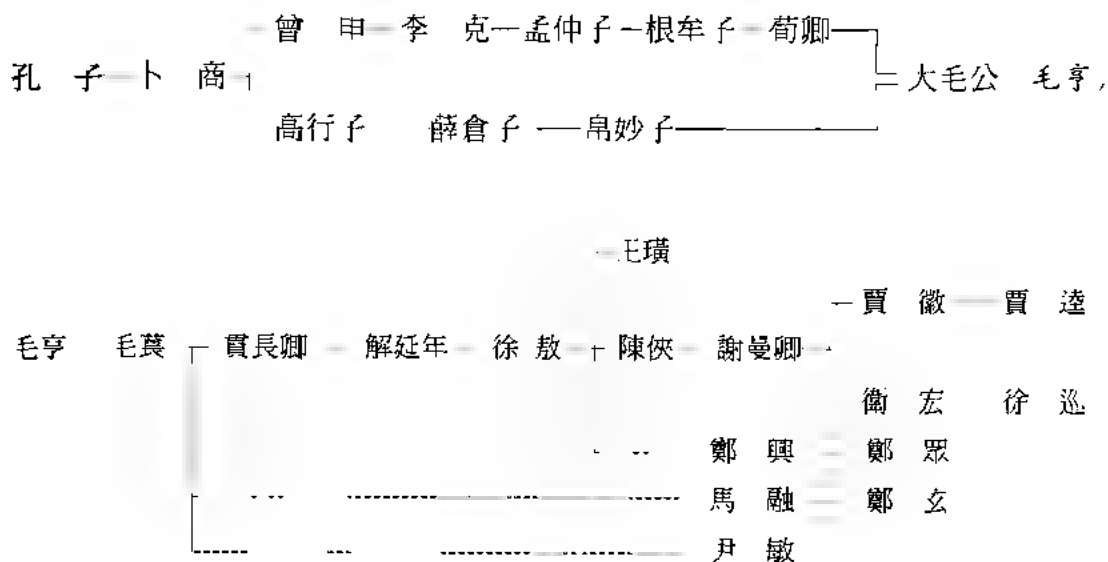 曾申 李克 孟仲子 根牟子 荀卿
孔子 卜商 大毛公 毛亨,
高行子 薛倉子 帛妙子
王璜
賈徽 賈逵
毛亨 毛萇 貫長卿 解延年 徐敖 陳俠 謝曼卿
衛宏 徐巡
鄭興 鄭眾
馬融 鄭玄
尹敏